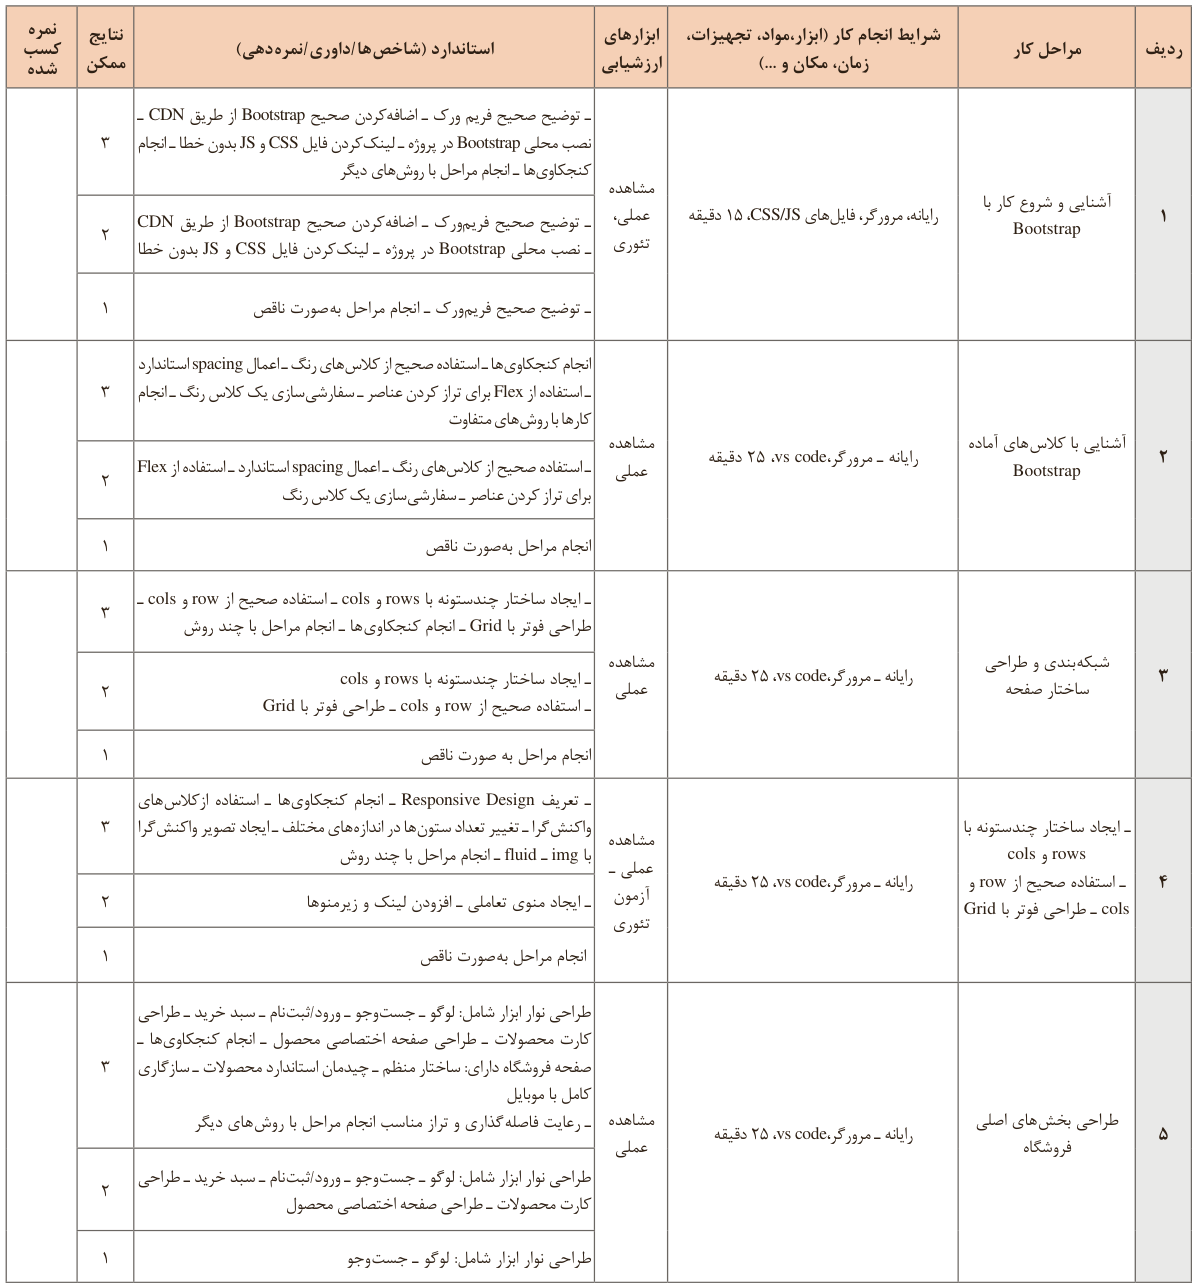 ردیف
مراحل کار
شرایط انجام کار (ابزار،مواد، تجهیزات،
زمان، مکان و ...)
ابزارهای
ارزشیابی
استاندارد (شاخص‌ها/داوری/نمره‌دهی)
نتایج
ممکن
نمره
کسب
شده
۱
آشنایی و شروع کار با
Bootstrap
رایانه، مرورگر، فایل‌های CSS/JS، ۱۵ دقیقه
مشاهده
عملی،
تئوری
ـ توضیح صحیح فریم ورک ـ اضافه‌کردن صحیح Bootstrap از طریق CDN ـ
نصب محلی Bootstrap در پروژه ـ لینک‌کردن فایل CSS و JS بدون خطا ـ انجام
کنجکاوی‌ها ـ انجام مراحل با روش‌های دیگر
۳
ـ توضیح صحیح فریم‌ورک ـ اضافه‌کردن صحیح Bootstrap از طریق CDN
ـ نصب محلی Bootstrap در پروژه ـ لینک‌کردن فایل CSS و JS بدون خطا
۲
ـ توضیح صحیح فریم‌ورک ـ انجام مراحل به‌صورت ناقص
۱
۲
آشنایی با کلاس‌های آماده
Bootstrap
رایانه ـ مرورگر،vs code، ۲۵ دقیقه
مشاهده
عملی
انجام کنجکاوی‌ها ـ استفاده صحیح از کلاس‌های رنگ ـ اعمال spacing استاندارد
ـ استفاده از Flex برای تراز کردن عناصر ـ سفارشی‌سازی یک کلاس رنگ ـ انجام
کارها با روش‌های متفاوت
۳
ـ استفاده صحیح از کلاس‌های رنگ ـ اعمال spacing استاندارد ـ استفاده از Flex
برای تراز کردن عناصر ـ سفارشی‌سازی یک کلاس رنگ
۲
انجام مراحل به‌صورت ناقص
۱
۳
شبکه‌بندی و طراحی
ساختار صفحه
رایانه ـ مرورگر،vs code، ۲۵ دقیقه
مشاهده
عملی
ـ ایجاد ساختار چندستونه با rows و cols ـ استفاده صحیح از row و cols ـ
طراحی فوتر با Grid ـ انجام کنجکاوی‌ها ـ انجام مراحل با چند روش
۳
ـ ایجاد ساختار چندستونه با rows و cols
ـ استفاده صحیح از row و cols ـ طراحی فوتر با Grid
۲
انجام مراحل به صورت ناقص
۱
۴
ـ ایجاد ساختار چندستونه با
rows و cols
ـ استفاده صحیح از row و
cols ـ طراحی فوتر با Grid
رایانه ـ مرورگر،vs code، ۲۵ دقیقه
مشاهده
عملی ـ
آزمون
تئوری
ـ تعریف Responsive Design ـ انجام کنجکاوی‌ها ـ استفاده ازکلاس‌های
واکنش‌گرا ـ تغییر تعداد ستون‌ها در اندازه‌های مختلف ـ ایجاد تصویر واکنش‌گرا
با img ـ fluid ـ انجام مراحل با چند روش
۳
ـ ایجاد منوی تعاملی ـ افزودن لینک و زیرمنوها
۲
انجام مراحل به‌صورت ناقص
۱
۵
طراحی بخش‌های اصلی
فروشگاه
رایانه ـ مرورگر،vs code، ۲۵ دقیقه
مشاهده
عملی
طراحی نوار ابزار شامل: لوگو ـ جست‌وجو ـ ورود/ثبت‌نام ـ سبد خرید ـ طراحی
کارت محصولات ـ طراحی صفحه اختصاصی محصول ـ انجام کنجکاوی‌ها ـ
صفحه فروشگاه دارای: ساختار منظم ـ چیدمان استاندارد محصولات ـ سازگاری
کامل با موبایل
ـ رعایت فاصله‌گذاری و تراز مناسب انجام مراحل با روش‌های دیگر
۳
طراحی نوار ابزار شامل: لوگو ـ جست‌وجو ـ ورود/ثبت‌نام ـ سبد خرید ـ طراحی
کارت محصولات ـ طراحی صفحه اختصاصی محصول
۲
طراحی نوار ابزار شامل: لوگو ـ جست‌وجو
۱